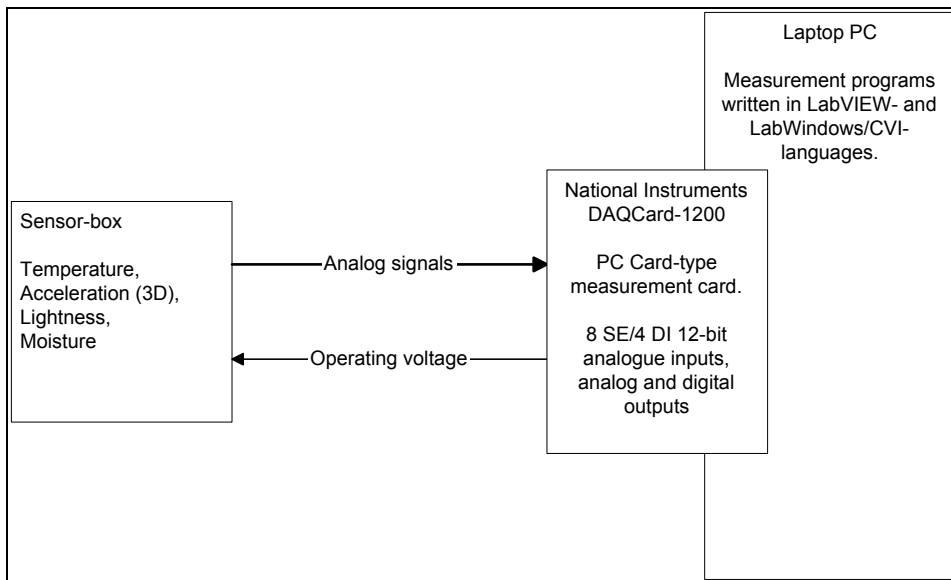 Laptop PC
Measurement programs
written in LabVIEW- and
LabWindows/CVI-
languages.
National Instruments
DAQCard-1200
PC Card-type
measurement card.
8 SE/4 DI 12-bit
analogue inputs,
analog and digital
outputs
Sensor-box
Temperature,
Acceleration (3D),
Lightness,
Moisture
Analog signals
Operating voltage